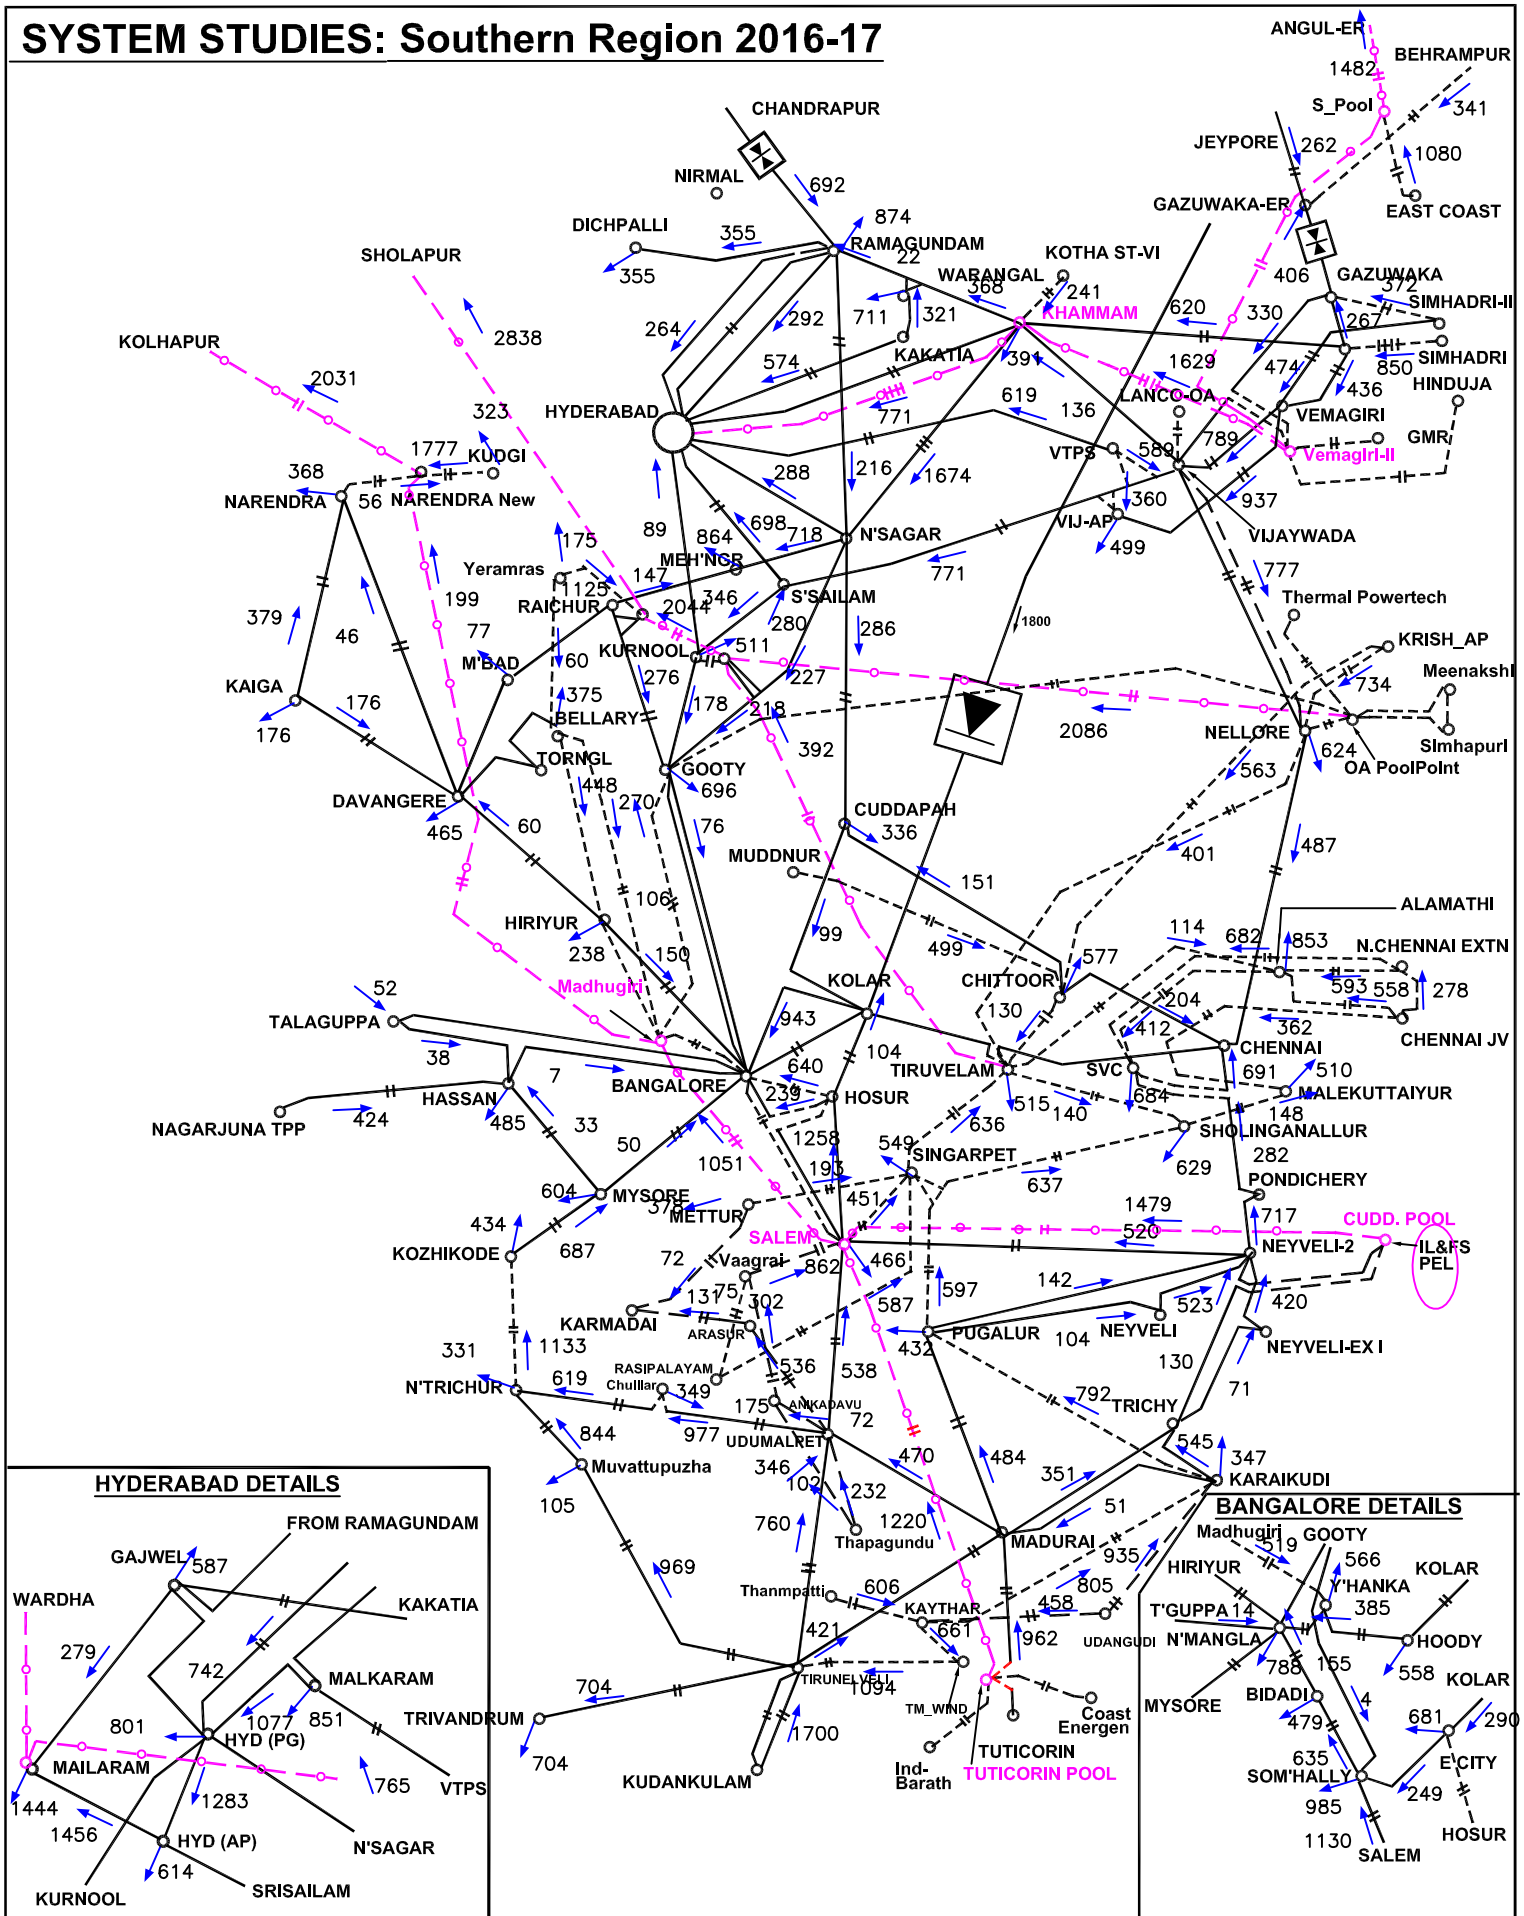 SYSTEM STUDIES: Southern Region 2016-17
ANGUL-ER
BEHRAMPUR
1482
S_Pool
341
CHANDRAPUR
JEYPORE
262
1080
NIRMAL
692
GAZUWAKA-ER
EAST COAST
DICHPALLI
355
874
RAMAGUNDAM
KOTHA ST-VI
SHOLAPUR
355
22
WARANGAL
368
241
406
GAZUWAKA
372
SIMHADRI-II
2838
264
292
711
321
KHAMMAM
620
330
267
KOLHAPUR
574
KAKATIA
391
1629
474
SIMHADRI
850
2031
436
HINDUJA
323
HYDERABAD
771
619
136
LANCO-OA
VEMAGIRI
1777
KUDGI
288
216
1674
VTPS
589
789
GMR
VemagIrI-II
368
NARENDRA
56
NARENDRA New
89
698
360
937
864
718
N'SAGAR
VIJ-AP
499
VIJAYWADA
175
MEH'NGR
771
777
Yeramras
147
1125
199
RAICHUR
2044
346
S'SAILAM
Thermal Powertech
379
46
77
280
286
1800
KRISH_AP
M'BAD
60
KURNOOL
511
Meenakshi
KAIGA
276
227
734
176
375
178
176
BELLARY
218
392
2086
NELLORE
624
SImhapurI
TORNGL
448
GOOTY
696
563
OA PoolPoInt
DAVANGERE
465
60
270
76
CUDDAPAH
336
MUDDNUR
401
487
106
151
HIRIYUR
238
99
499
ALAMATHI
150
114
682
853
N.CHENNAI EXTN
Madhugiri
KOLAR
CHITTOOR
577
593
558
278
52
943
130
204
TALAGUPPA
412
362
CHENNAI JV
38
640
104
CHENNAI
7
BANGALORE
TIRUVELAM
SVC
691
510
HASSAN
239
HOSUR
684
MALEKUTTAIYUR
NAGARJUNA TPP
424
485
33
515
140
148
636
SHOLINGANALLUR
50
1258
549
1051
193
SINGARPET
629
282
604
MYSORE
378
637
PONDICHERY
METTUR
451
1479
434
717
CUDD. POOL
SALEM
520
KOZHIKODE
687
NEYVELI-2
IL&FS
72
Vaagrai
862
466
PEL
75
142
131
302
587
597
523
420
KARMADAI
ARASUR
432
PUGALUR
104
NEYVELI
NEYVELI-EX I
331
1133
536
538
130
RASIPALAYAM
N'TRICHUR
619
Chulliar
349
792
71
175
ANIKADAVU
72
TRICHY
844
977
UDUMALPET
545
470
484
351
347
Muvattupuzha
346
KARAIKUDI
105
102
232
51
760
1220
Thapagundu
MADURAI
969
935
Thanmpatti
606
805
KAYTHAR
458
421
661
962
UDANGUDI
TIRUNELVELI
1094
704
TM_WIND
TRIVANDRUM
Coast
Energen
1700
704
TUTICORIN
Ind-
Barath
TUTICORIN POOL
KUDANKULAM
HYDERABAD DETAILS
FROM RAMAGUNDAM
GAJWEL
587
WARDHA
KAKATIA
279
742
MALKARAM
801
1077
851
HYD (PG)
MAILARAM
765
VTPS
1444
1283
1456
HYD (AP)
N'SAGAR
614
KURNOOL
SRISAILAM
BANGALORE DETAILS
Madhugiri
GOOTY
519
HIRIYUR
566
KOLAR
Y'HANKA
T'GUPPA
14
385
N'MANGLA
HOODY
788
558
155
KOLAR
MYSORE
BIDADI
4
479
681
290
635
E.CITY
SOM'HALLY
985
249
1130
HOSUR
SALEM